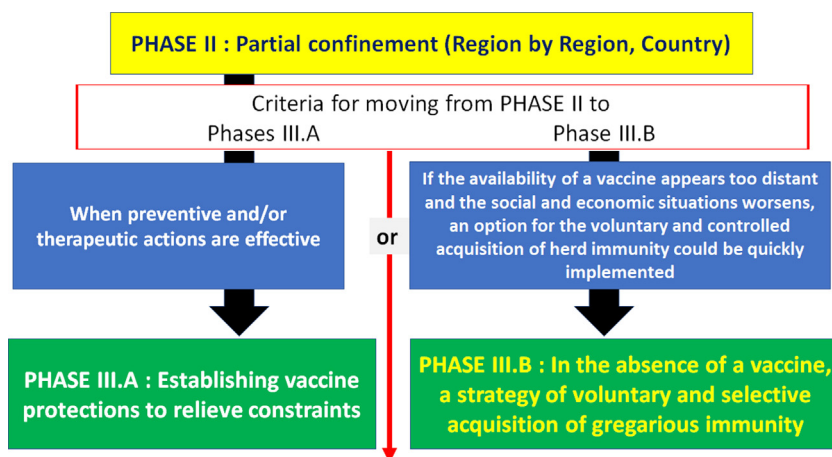 PHASE II : Partial confinement (Region by Region, Country)
Criteria for moving from PHASE II to
Phases III.A
Phase III.B
When preventive and/or
therapeutic actions are effective
or
If the availability of a vaccine appears too distant
and the social and economic situations worsens,
an option for the voluntary and controlled
acquisition of herd immunity could be quickly
implemented
PHASE III.A : Establishing vaccine
protections to relieve constraints
PHASE III.B : In the absence of a vaccine,
a strategy of voluntary and selective
acquisition of gregarious immunity